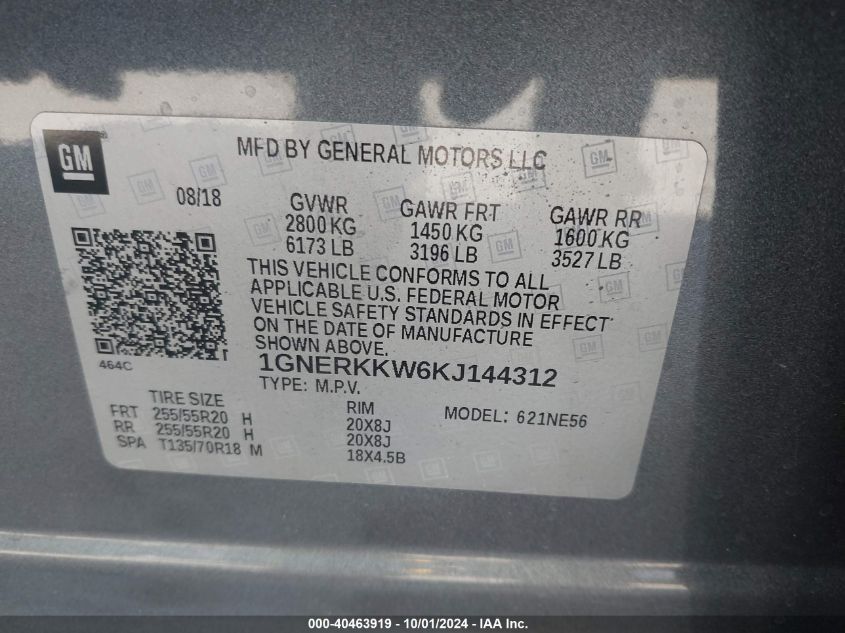 GM
MFD BY GENERAL MOTORS LLC
08/18
GVWR GAWR FRT GAWR RR
2800 KG 1450 KG 1600 KG
6173 LB 3196 LB 3527 LB
THIS VEHICLE CONFORMS TO ALL
APPLICABLE U.S. FEDERAL MOTOR
VEHICLE SAFETY STANDARDS IN EFFECT
ON THE DATE OF MANUFACTURE
SHOWN ABOVE.
464C
1GNERKKW6KJ144312
TYPE: M.P.V.
TIRE SIZE RIM MODEL: 621NE56
FRT 255/55R20 H 20X8J
RR 255/55R20 H 20X8J
SPA T135/70R18 M 18X4.5B
000-40463919 - 10/01/2024 - IAA Inc.